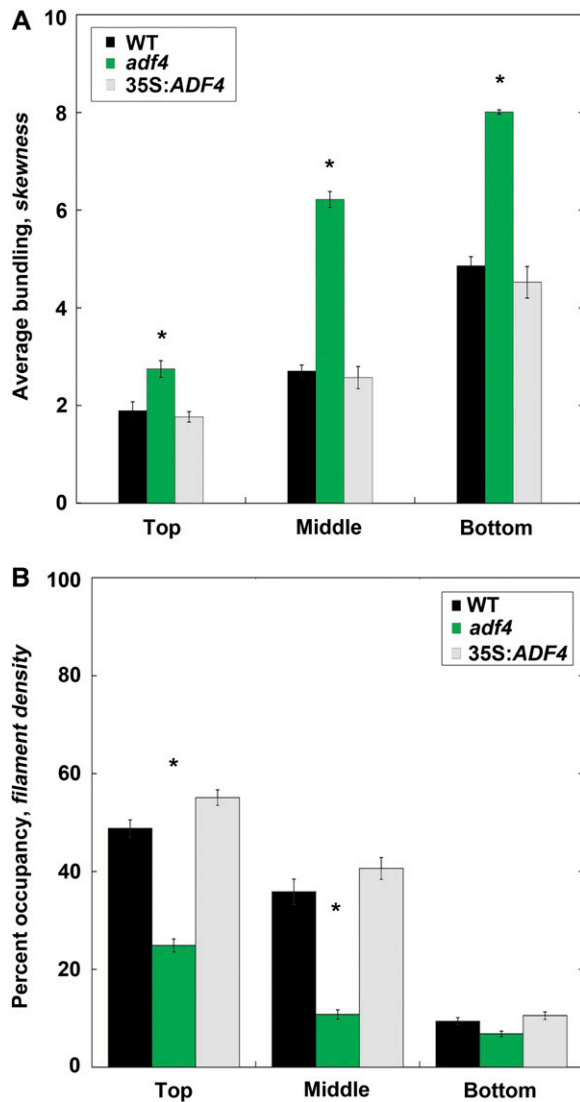 A
10
8
6
4
2
0
Average bundling, skewness
WT
adf4
35S:ADF4
*
*
*
Top Middle Bottom
B
100
80
60
40
20
0
Percent occupancy, filament density
WT
adf4
35S:ADF4
*
*
Top Middle Bottom